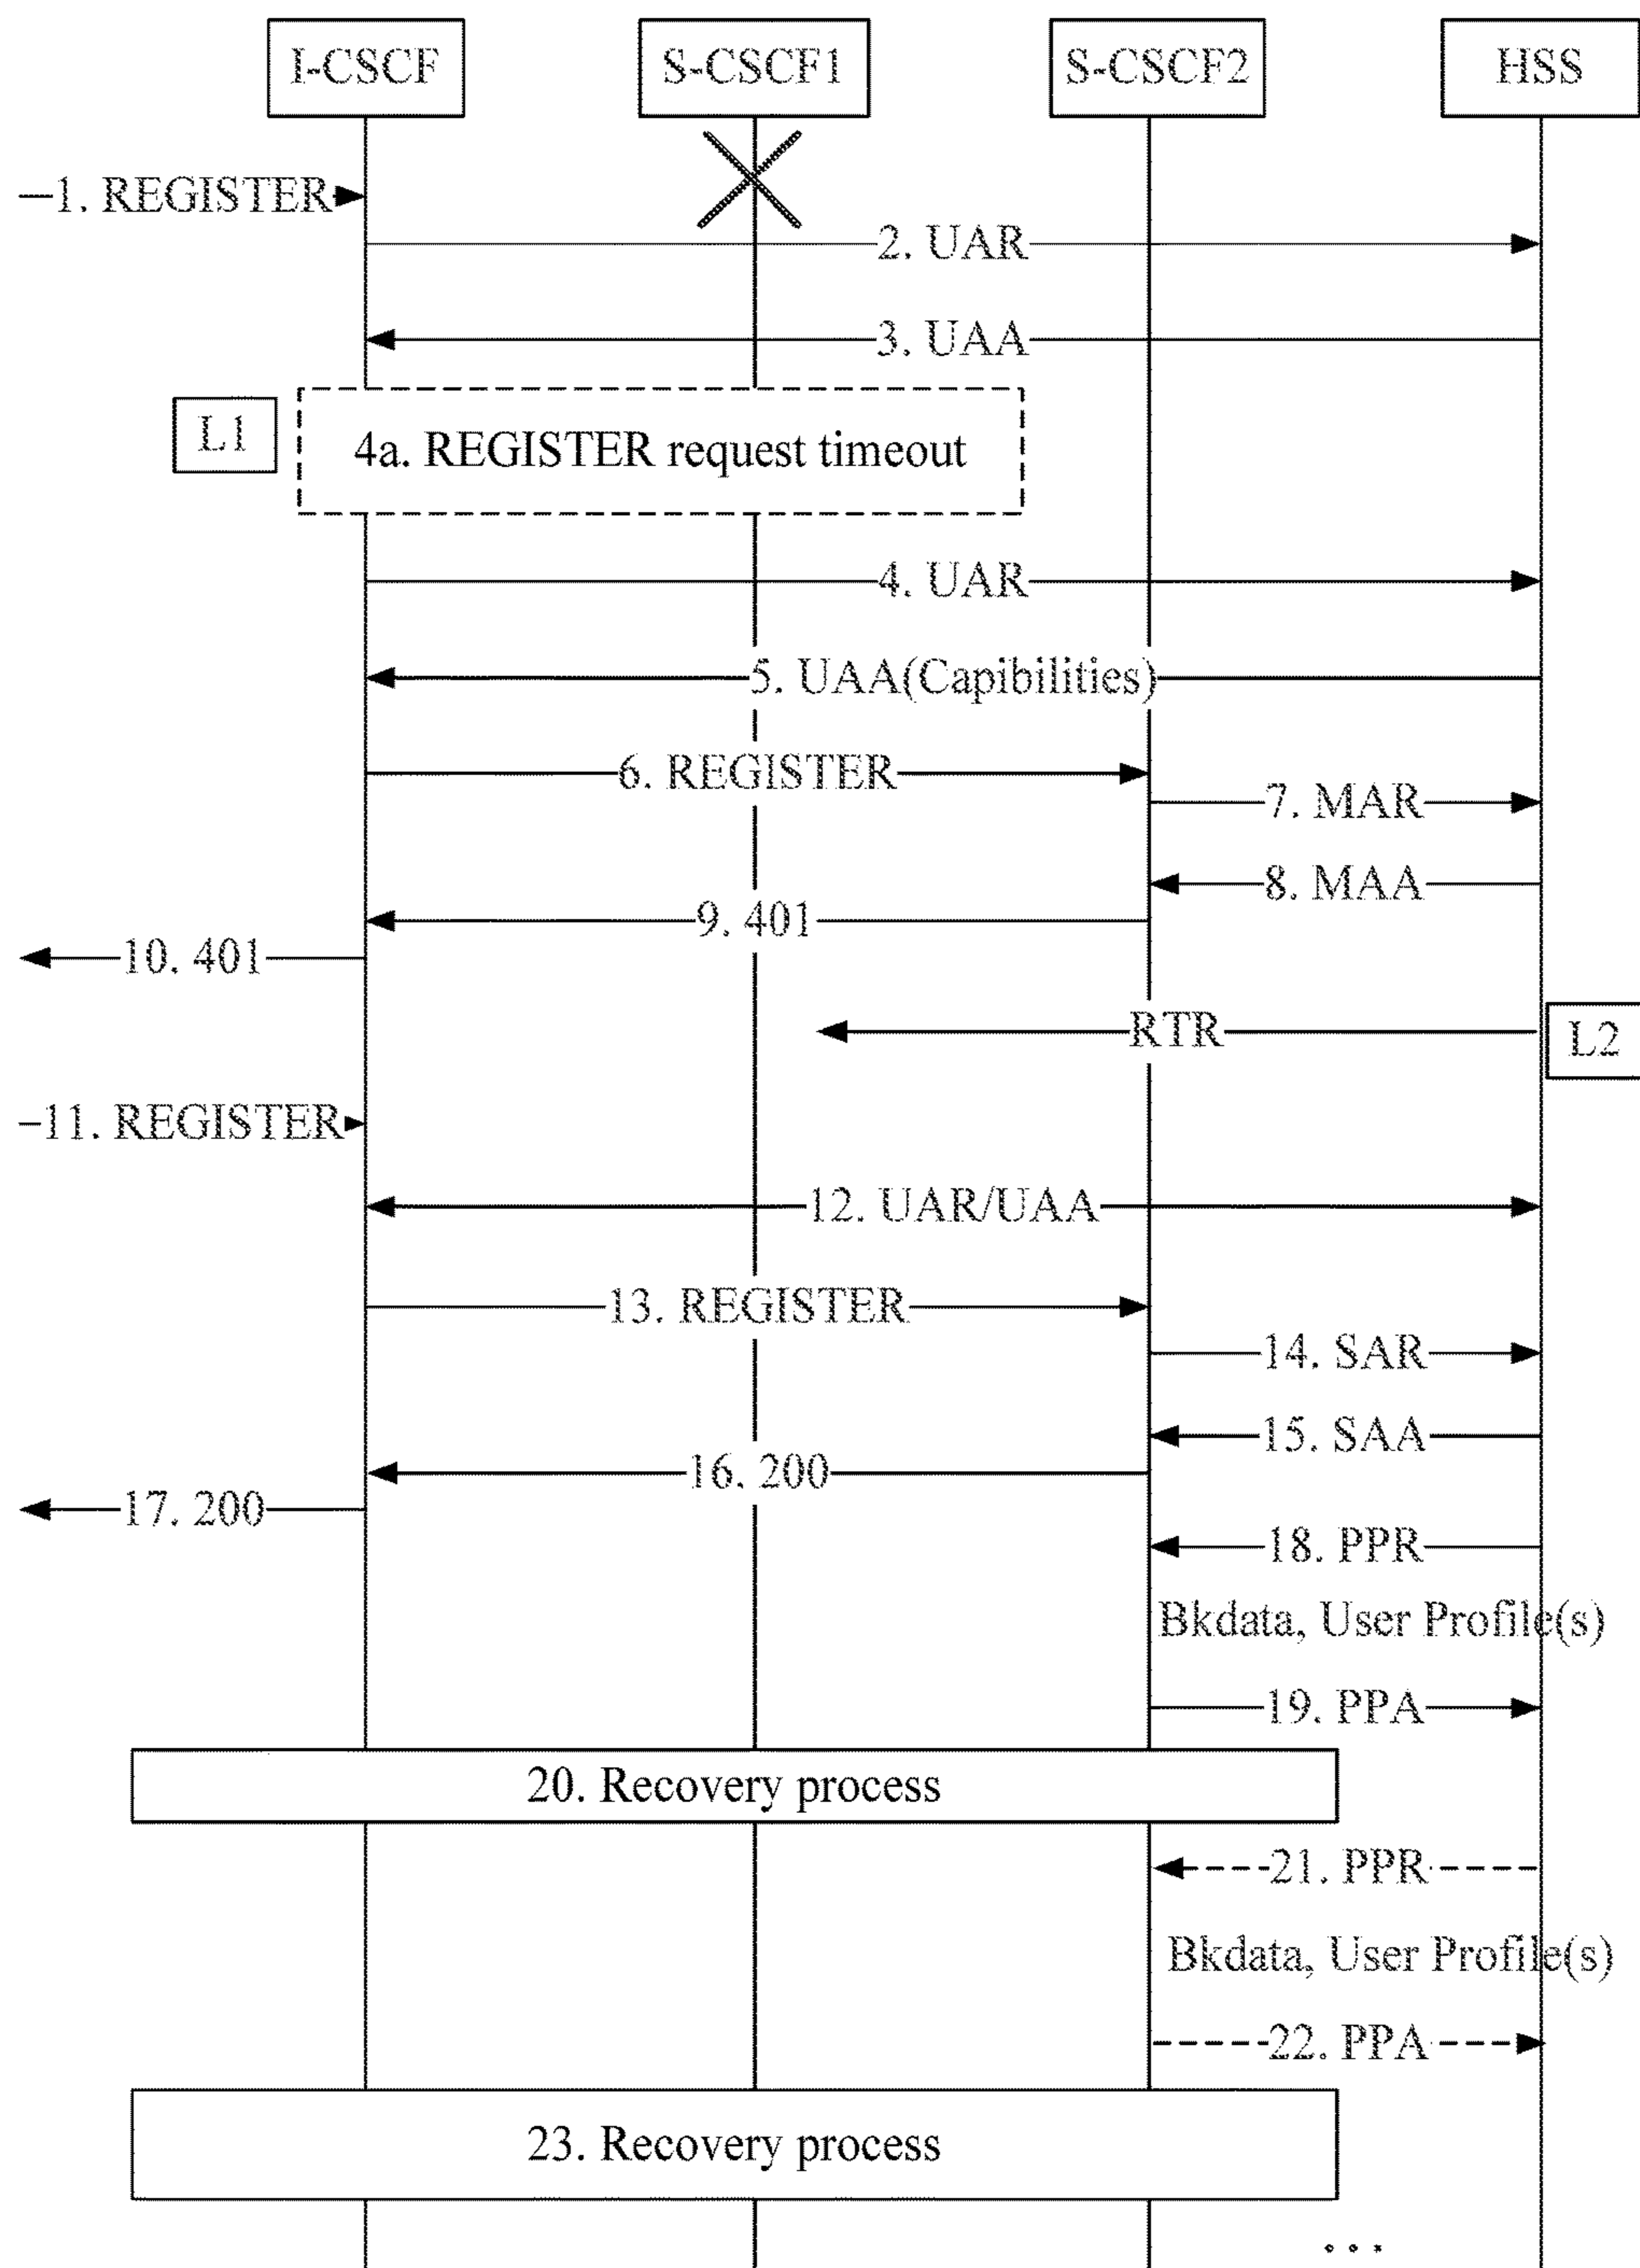 I-CSCF
S-CSCF1
S-CSCF2
HSS
1. REGISTER
2. UAR
3. UAA
L1
4a. REGISTER request timeout
4. UAR
5. UAA(Capibilities)
6. REGISTER
7. MAR
8. MAA
9. 401
10. 401
RTR
L2
11. REGISTER
12. UAR/UAA
13. REGISTER
14. SAR
15. SAA
16. 200
17. 200
18. PPR
Bkdata, User Profile(s)
19. PPA
20. Recovery process
21. PPR
Bkdata, User Profile(s)
22. PPA
23. Recovery process
...